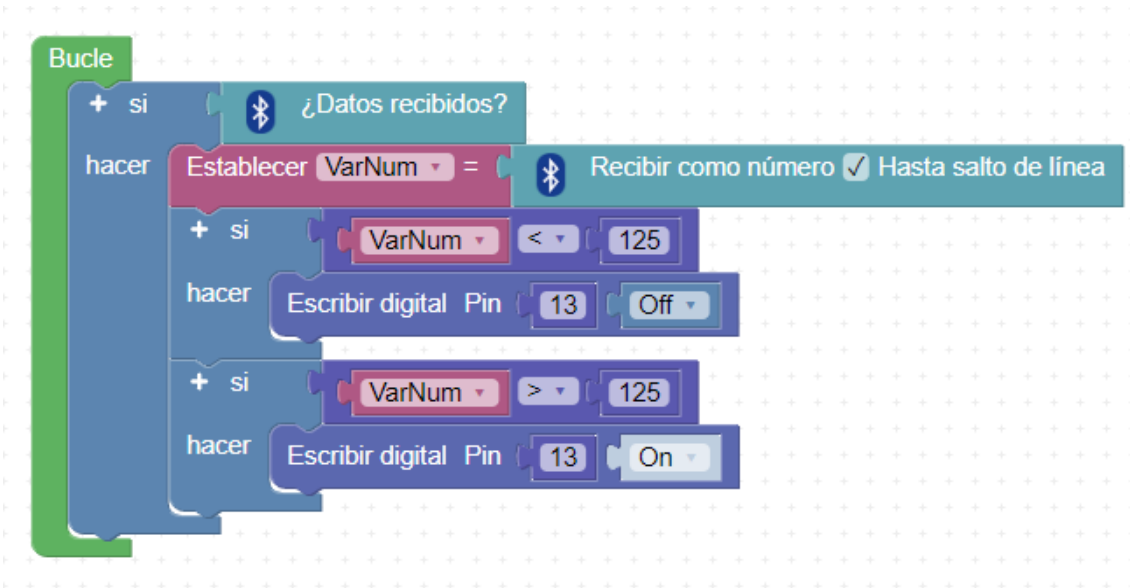 Bucle
+ si ¿Datos recibidos?
hacer Establecer VarNum = Recibir como número ✓ Hasta salto de línea
+ si VarNum < 125
hacer Escribir digital Pin 13 Off
+ si VarNum > 125
hacer Escribir digital Pin 13 On